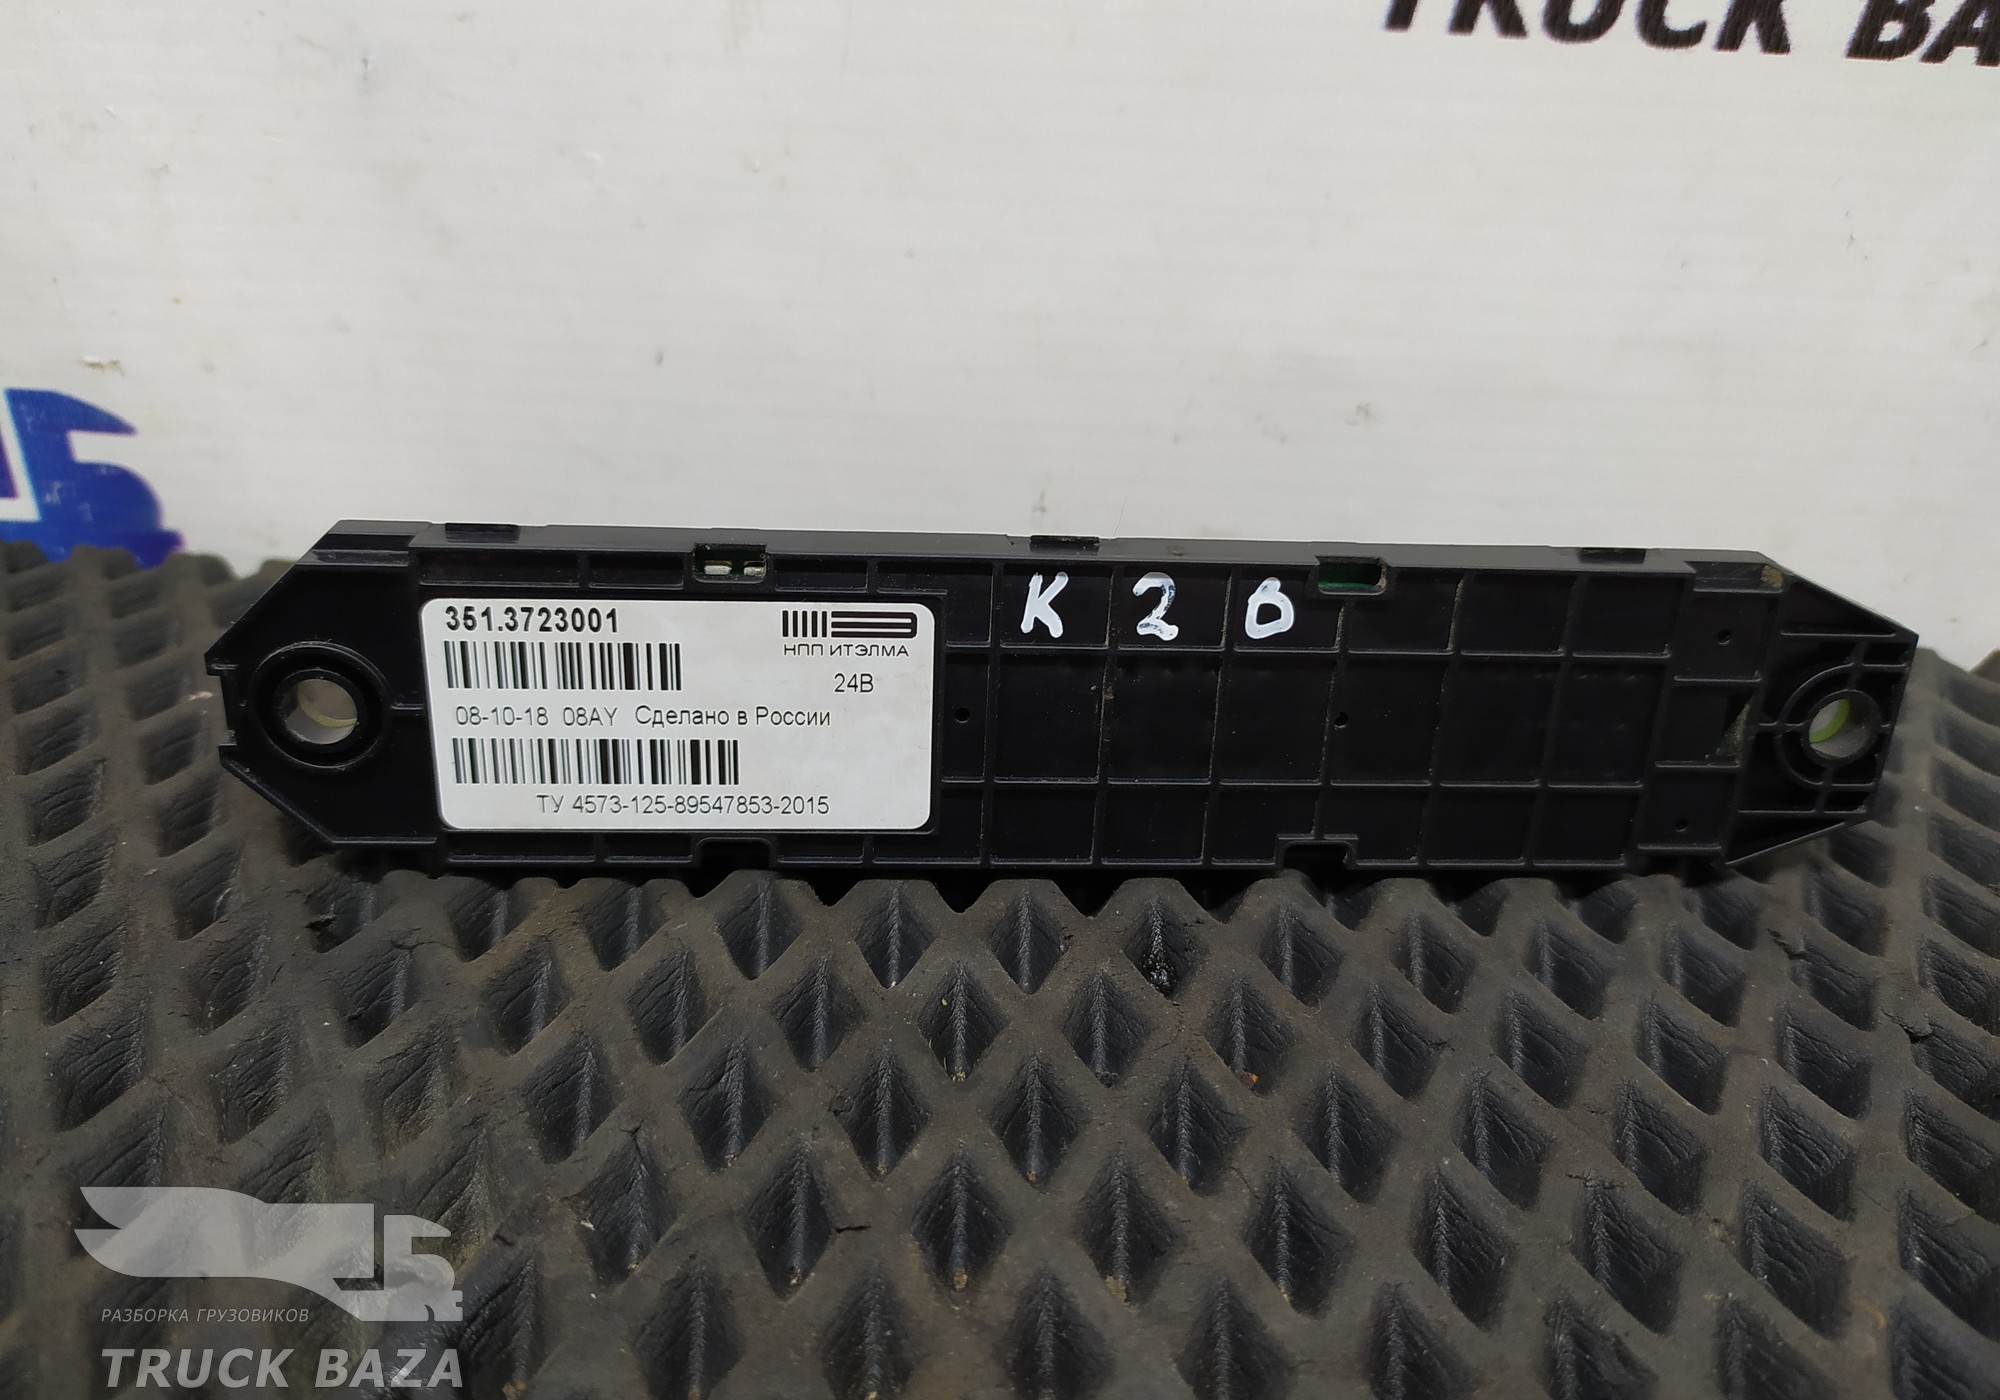 TRUCK BA
К 2 0
351.3723001
НПП ИТЭЛМА
24В
08-10-18 08AY Сделано в России
ТУ 4573-125-89547853-2015
РАЗБОРКА ГРУЗОВИКОВ
TRUCK BAZA